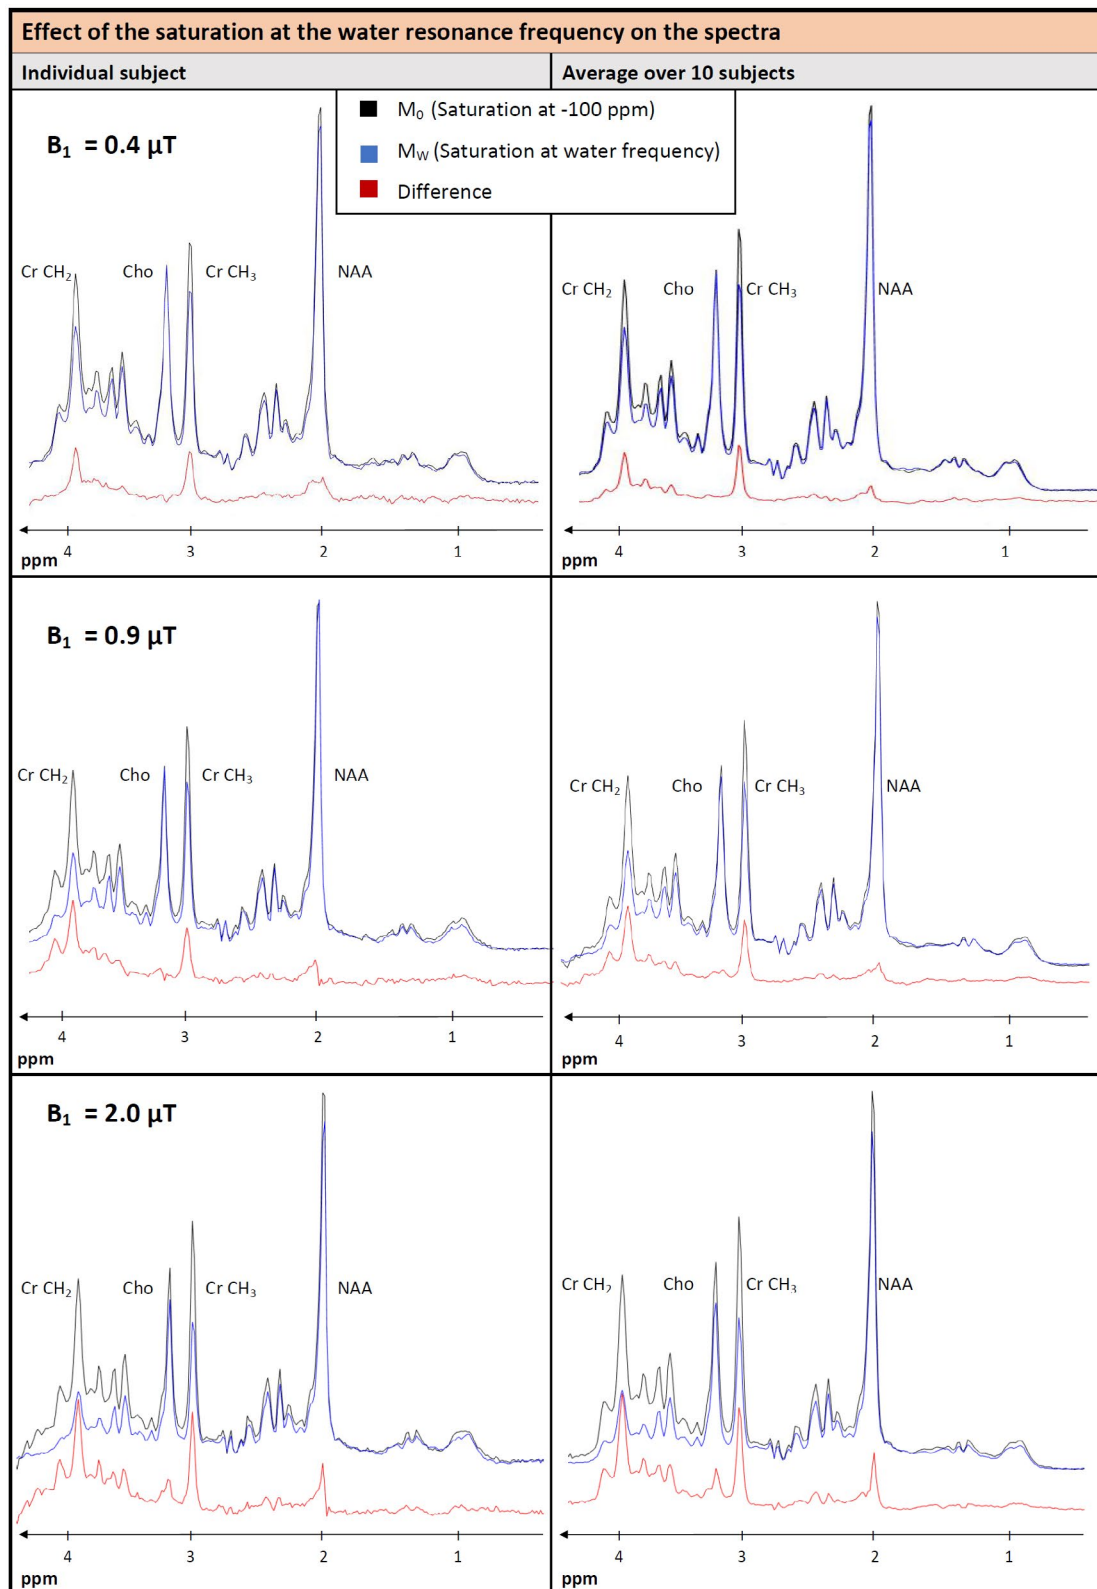 Effect of the saturation at the water resonance frequency on the spectra
Individual subject
Average over 10 subjects
M₀ (Saturation at -100 ppm)
M_W (Saturation at water frequency)
Difference
B₁ = 0.4 µT
Cr CH₂
Cho
Cr CH₃
NAA
4 3 2 1
ppm
Cr CH₂
Cho
Cr CH₃
NAA
4 3 2 1
ppm
B₁ = 0.9 µT
Cr CH₂
Cho
Cr CH₃
NAA
4 3 2 1
ppm
Cr CH₂
Cho
Cr CH₃
NAA
4 3 2 1
ppm
B₁ = 2.0 µT
Cr CH₂
Cho
Cr CH₃
NAA
4 3 2 1
ppm
Cr CH₂
Cho
Cr CH₃
NAA
4 3 2 1
ppm